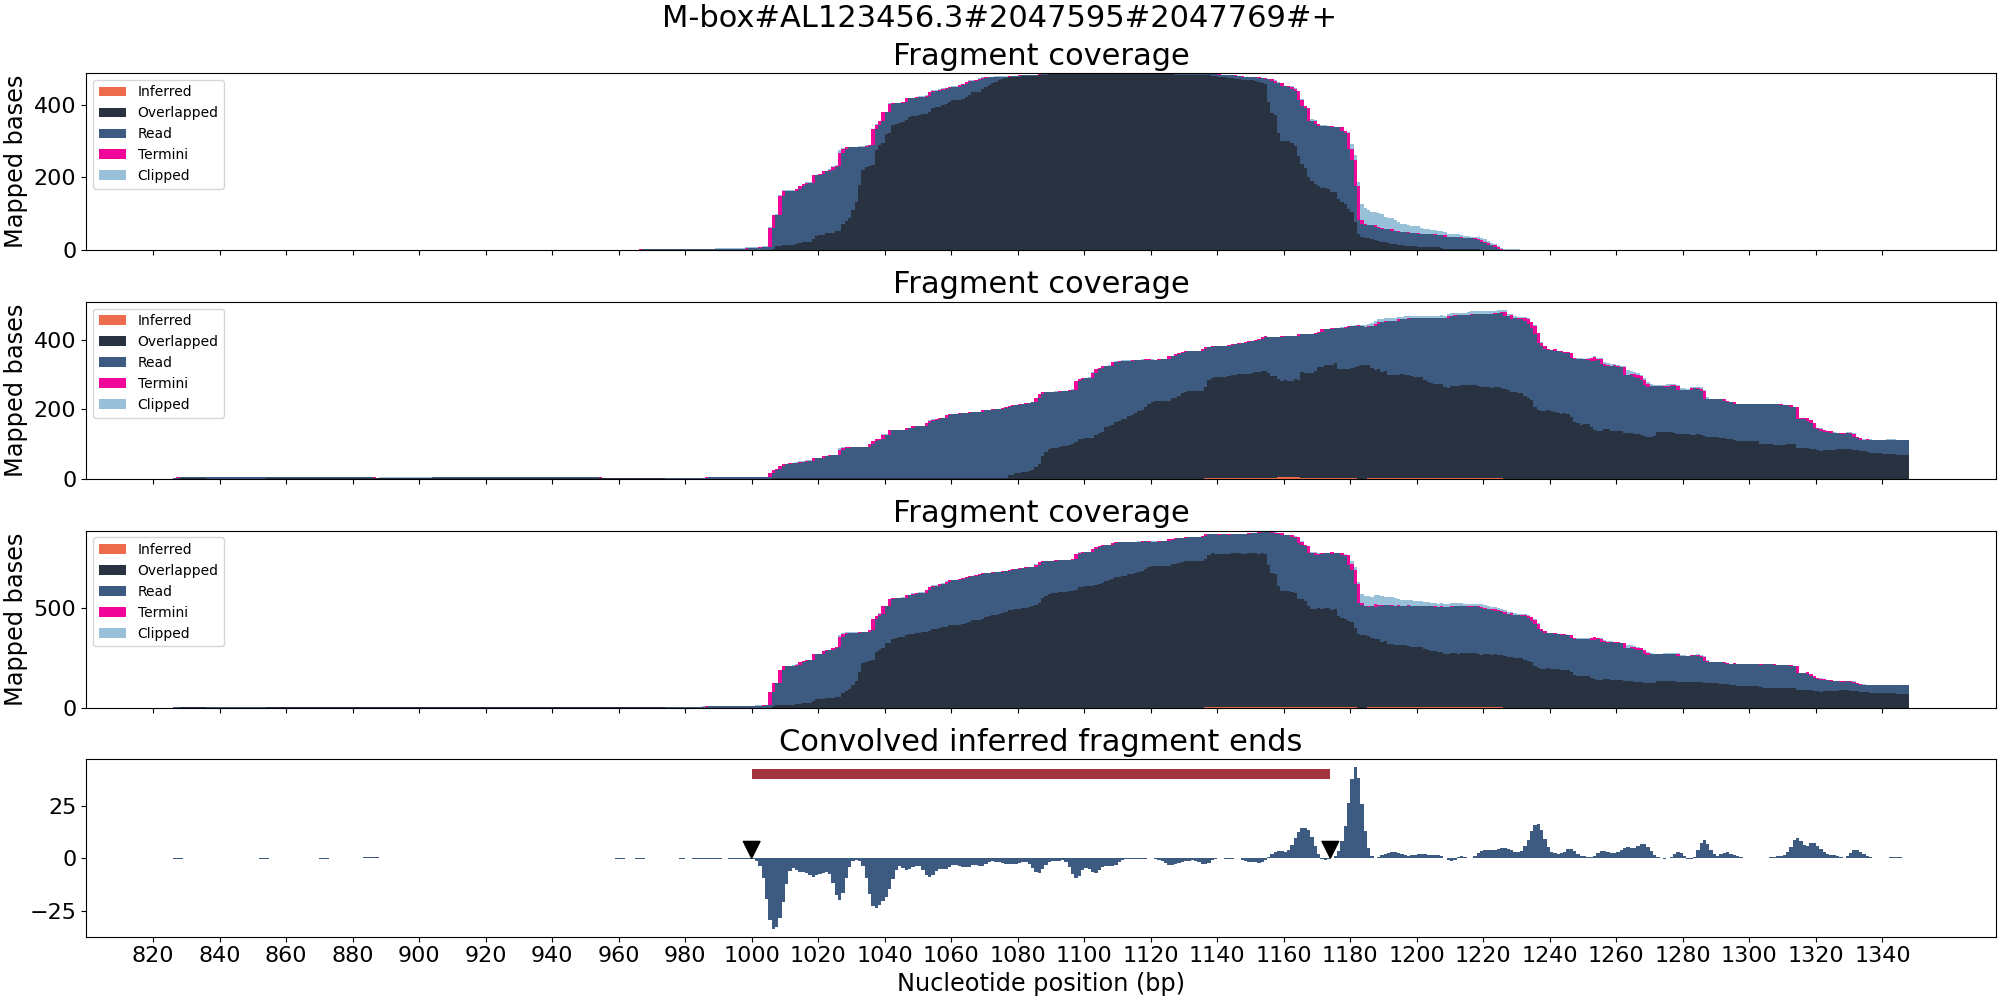 M-box#AL123456.3#2047595#2047769#+
Fragment coverage
Mapped bases
400
200
0
Inferred
Overlapped
Read
Termini
Clipped
Fragment coverage
Mapped bases
400
200
0
Inferred
Overlapped
Read
Termini
Clipped
Fragment coverage
Mapped bases
500
0
Inferred
Overlapped
Read
Termini
Clipped
Convolved inferred fragment ends
25
0
−25
820 840 860 880 900 920 940 960 980 1000 1020 1040 1060 1080 1100 1120 1140 1160 1180 1200 1220 1240 1260 1280 1300 1320 1340
Nucleotide position (bp)